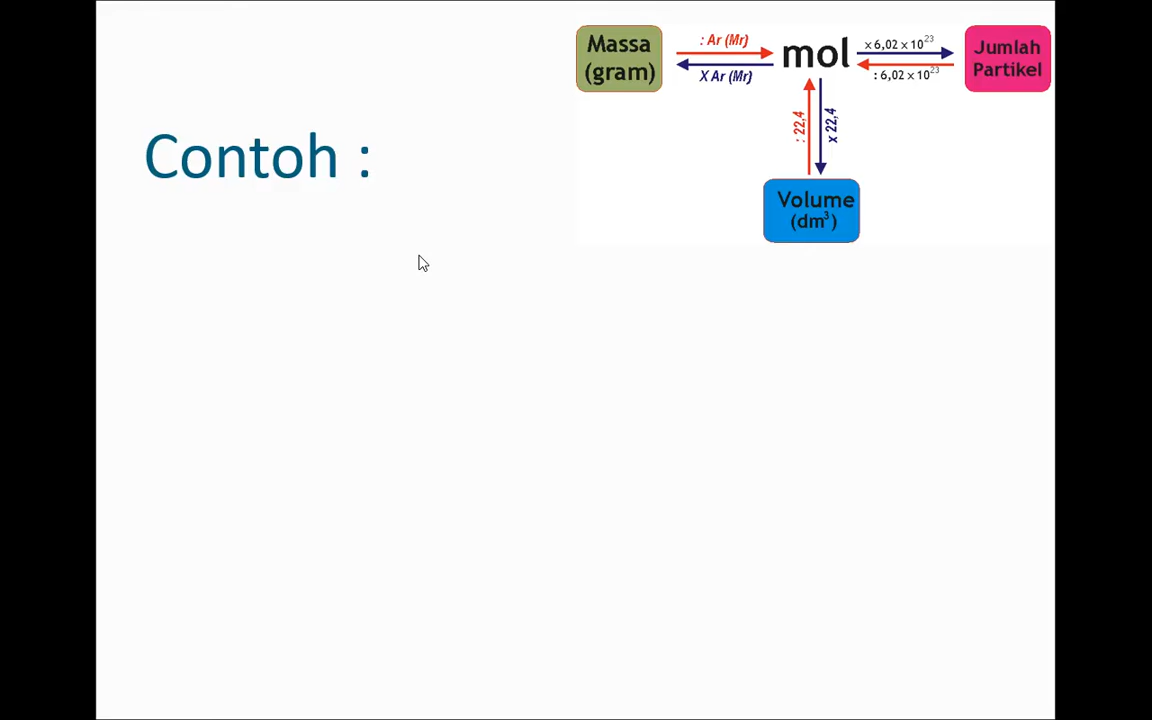 Contoh :
Massa
(gram)
: Ar (Mr)
X Ar (Mr)
mol
x 6,02 x 10²³
: 6,02 x 10²³
Jumlah
Partikel
: 22,4
x 22,4
Volume
(dm³)